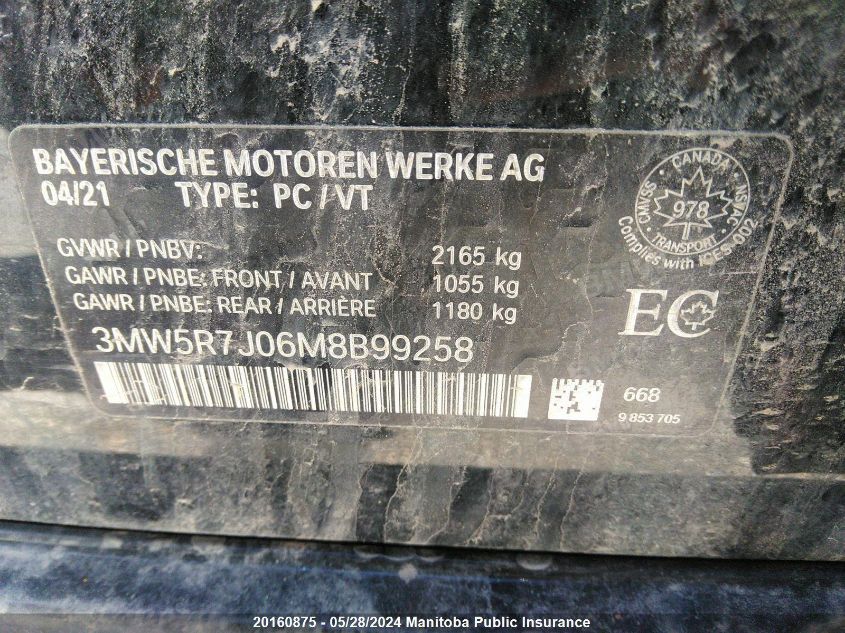 BAYERISCHE MOTOREN WERKE AG
04/21 TYPE: PC / VT
GVWR / PNBV: 2165 kg
GAWR / PNBE: FRONT / AVANT 1055 kg
GAWR / PNBE: REAR / ARRIÈRE 1180 kg
3MW5R7J06M8B99258
CANADA
CMVSS 978 NSVAC
TRANSPORT
Complies with ICES-002
EC
668
9 853 705
20160875 - 05/28/2024 Manitoba Public Insurance